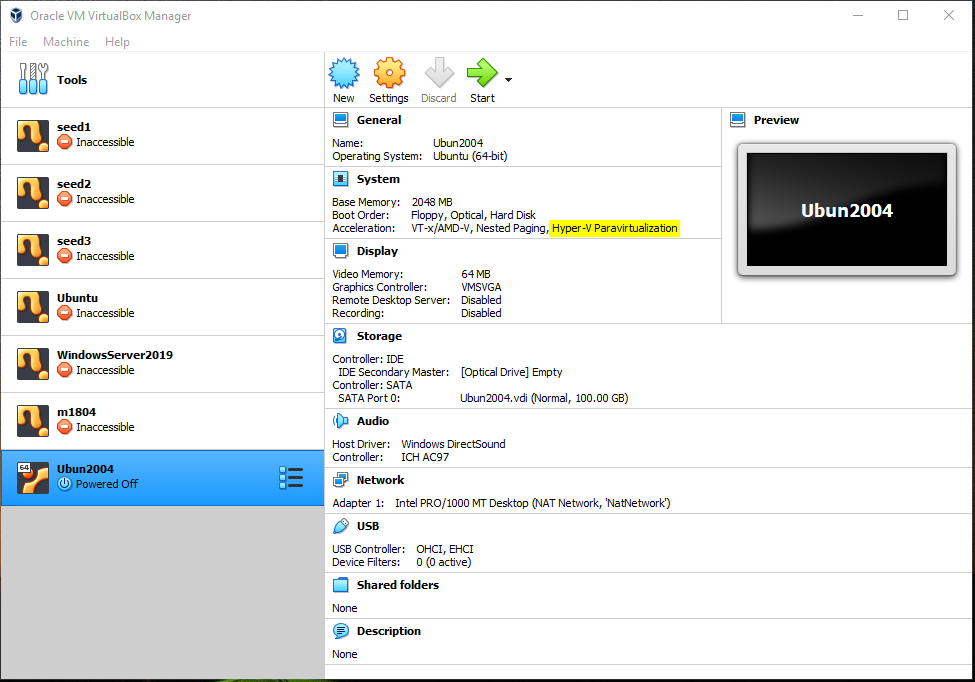 Oracle VM VirtualBox Manager
File Machine Help
Tools
New Settings Discard Start
seed1
Inaccessible
seed2
Inaccessible
seed3
Inaccessible
Ubuntu
Inaccessible
WindowsServer2019
Inaccessible
m1804
Inaccessible
64
Ubun2004
Powered Off
General
Name: Ubun2004
Operating System: Ubuntu (64-bit)
System
Base Memory: 2048 MB
Boot Order: Floppy, Optical, Hard Disk
Acceleration: VT-x/AMD-V, Nested Paging, Hyper-V Paravirtualization
Display
Video Memory: 64 MB
Graphics Controller: VMSVGA
Remote Desktop Server: Disabled
Recording: Disabled
Storage
Controller: IDE
IDE Secondary Master: [Optical Drive] Empty
Controller: SATA
SATA Port 0: Ubun2004.vdi (Normal, 100.00 GB)
Audio
Host Driver: Windows DirectSound
Controller: ICH AC97
Network
Adapter 1: Intel PRO/1000 MT Desktop (NAT Network, 'NatNetwork')
USB
USB Controller: OHCI, EHCI
Device Filters: 0 (0 active)
Shared folders
None
Description
None
Preview
Ubun2004